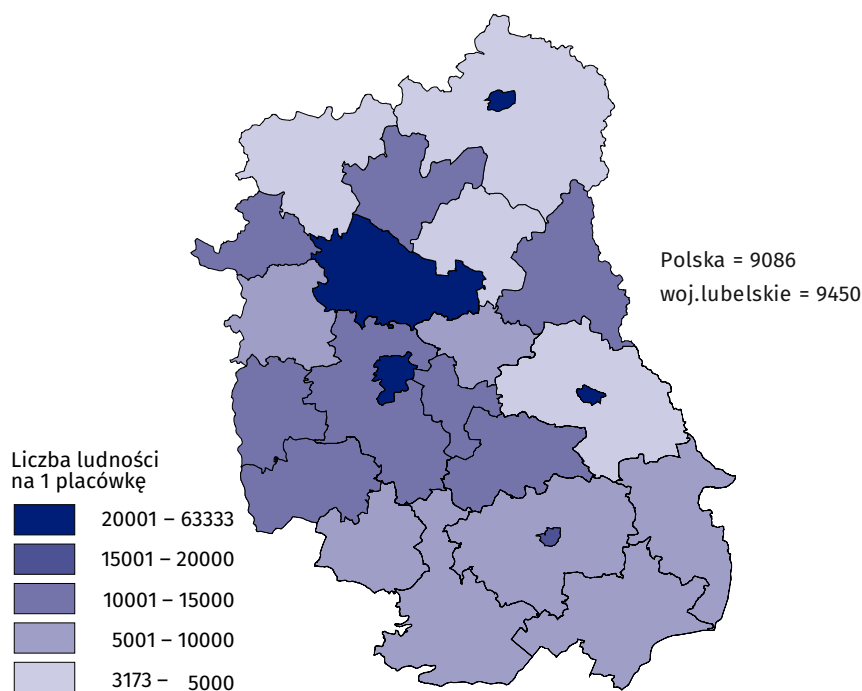 Polska = 9086
woj.lubelskie = 9450
Liczba ludności
na 1 placówkę
20001 – 63333
15001 – 20000
10001 – 15000
5001 – 10000
3173 – 5000